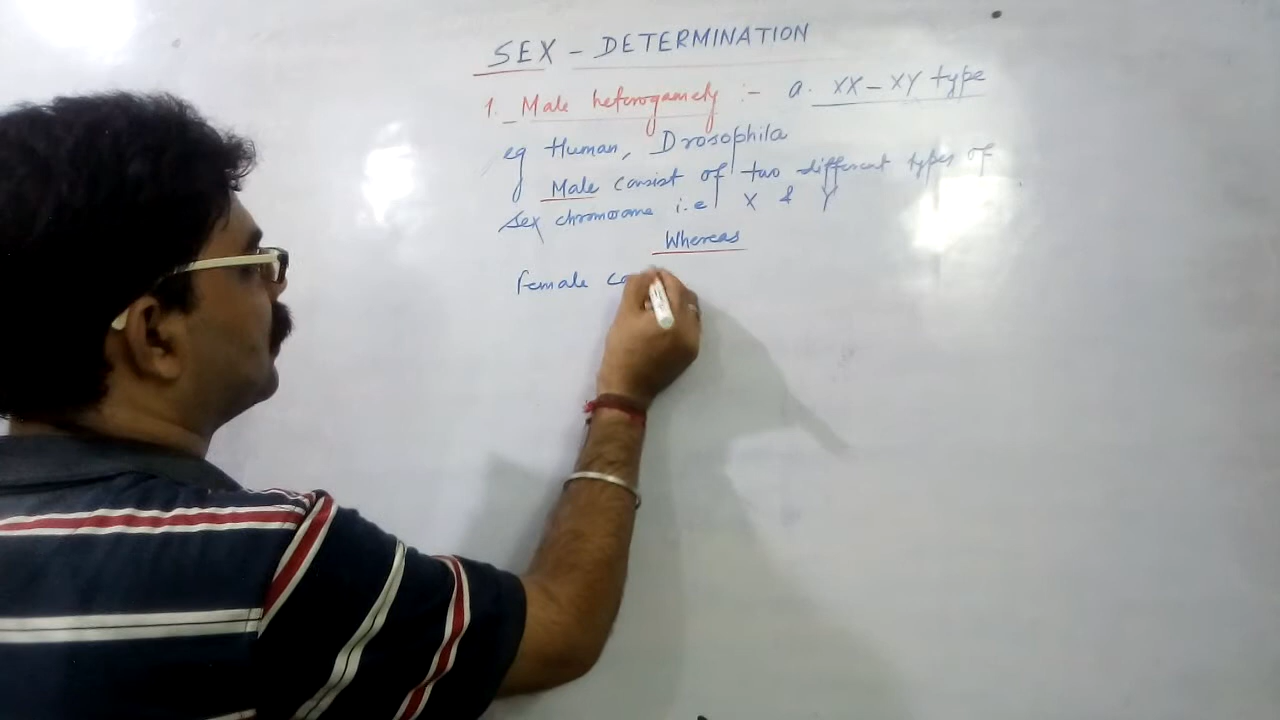 SEX - DETERMINATION
1. Male heterogamety :- a. XX - XY type
eg Human, Drosophila
Male consist of two different types of
sex chromosome i.e X & Y
Whereas
female co